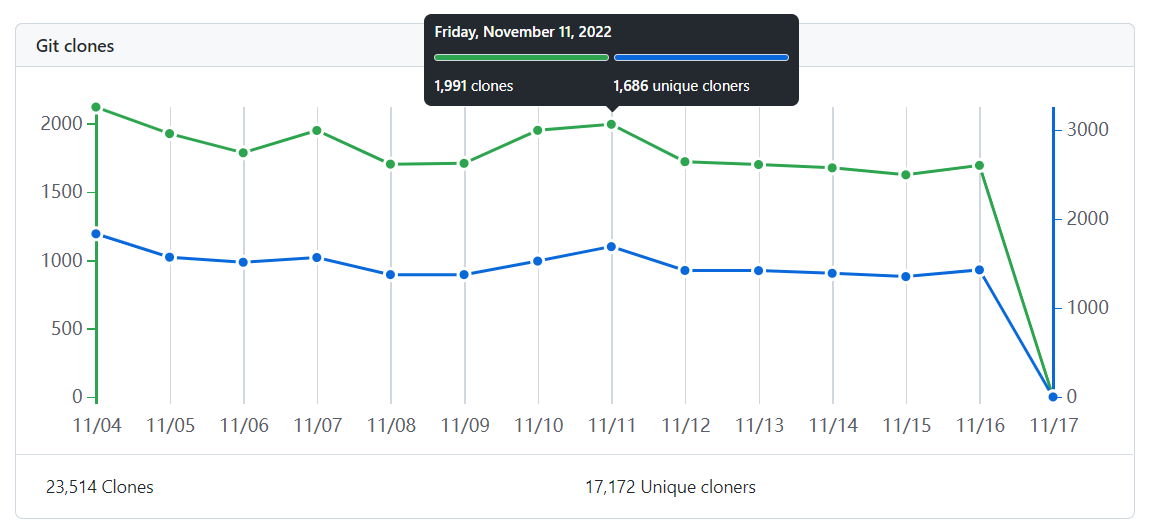 Friday, November 11, 2022
Git clones
1,991 clones 1,686 unique cloners
2000 3000
1500
2000
1000
1000
500
0 0
11/04 11/05 11/06 11/07 11/08 11/09 11/10 11/11 11/12 11/13 11/14 11/15 11/16 11/17
23,514 Clones 17,172 Unique cloners